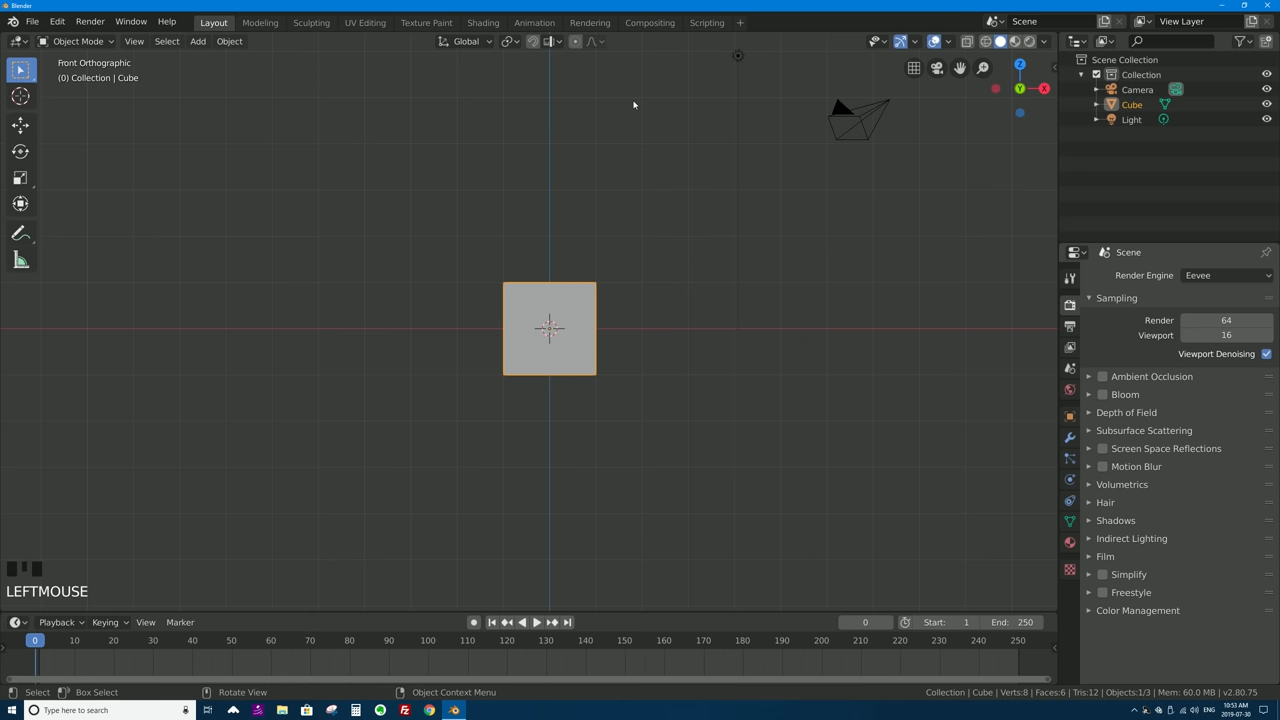 Blender
File Edit Render Window Help Layout Modeling Sculpting UV Editing Texture Paint Shading Animation Rendering Compositing Scripting + Scene View Layer
Object Mode View Select Add Object Global
Front Orthographic
(0) Collection | Cube
Z
Y
X
Scene Collection
Collection
Camera
Cube
Light
Scene
Render Engine Eevee
Sampling
Render 64
Viewport 16
Viewport Denoising
Ambient Occlusion
Bloom
Depth of Field
Subsurface Scattering
Screen Space Reflections
Motion Blur
Volumetrics
Hair
Shadows
Indirect Lighting
Film
Simplify
Freestyle
Color Management
LEFTMOUSE
Playback Keying View Marker 0 Start: 1 End: 250
0 10 20 30 40 50 60 70 80 90 100 110 120 130 140 150 160 170 180 190 200 210 220 230 240 250
Select Box Select Rotate View Object Context Menu Collection | Cube | Verts:8 | Faces:6 | Tris:12 | Objects:1/3 | Mem: 60.0 MB | v2.80.75
Type here to search ENG 10:53 AM
2019-07-30